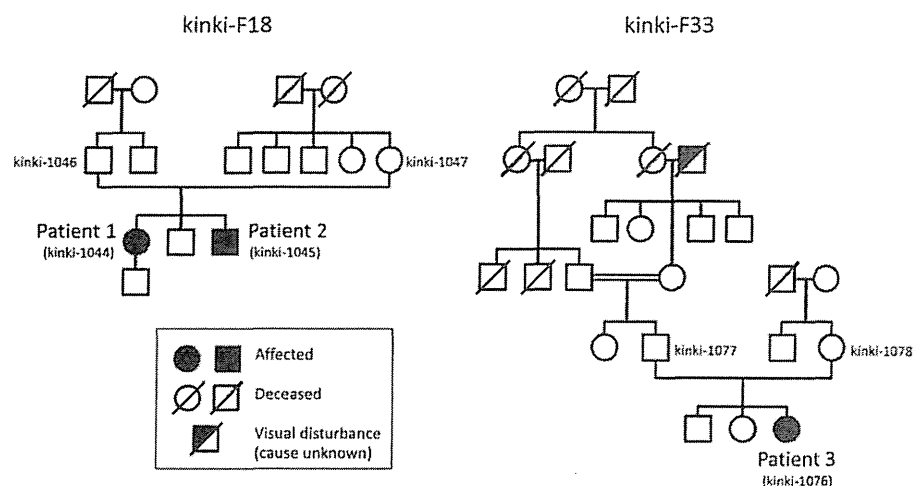 kinki-F18
kinki-F33
kinki-1046
kinki-1047
Patient 1
(kinki-1044)
Patient 2
(kinki-1045)
Affected
Deceased
Visual disturbance
(cause unknown)
kinki-1077
kinki-1078
Patient 3
(kinki-1076)